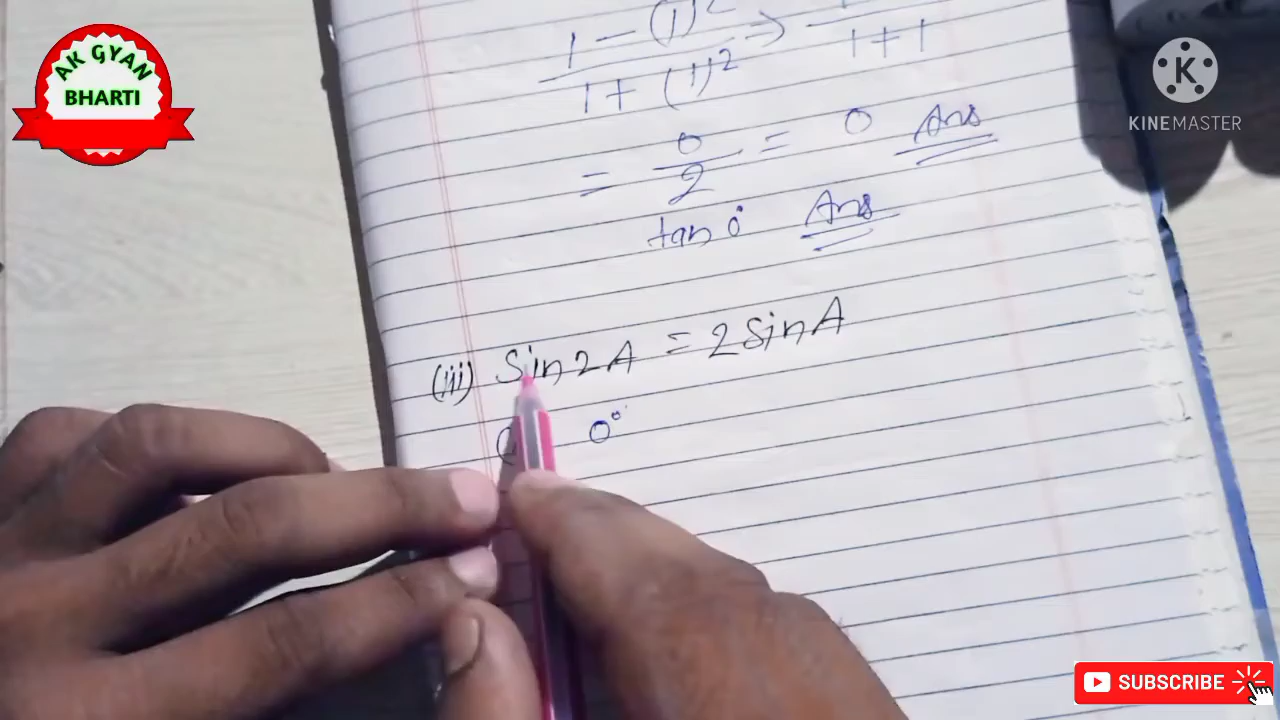 AK GYAN
BHARTI
K
KINEMASTER
1 - (1)² ⇒
1 + (1)² 1 + 1
= 0/2 = 0 Ans
tan 0° Ans
(iii) Sin2A = 2SinA
0°
SUBSCRIBE